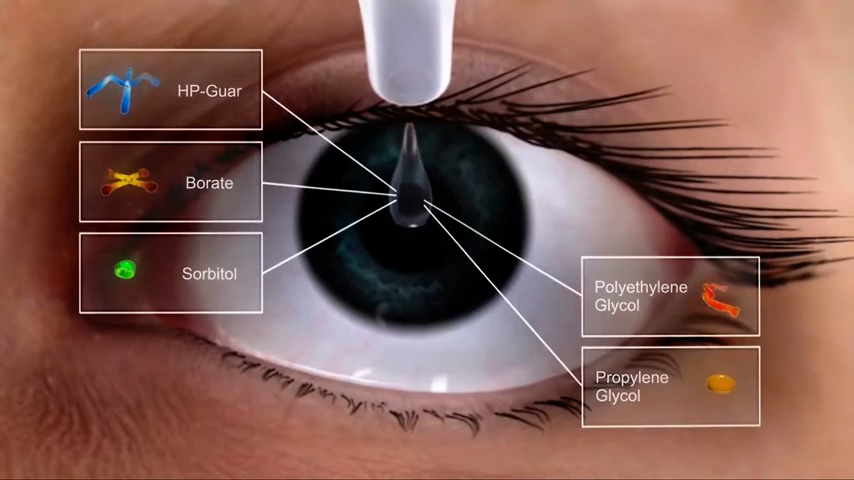 HP-Guar
Borate
Sorbitol
Polyethylene
Glycol
Propylene
Glycol